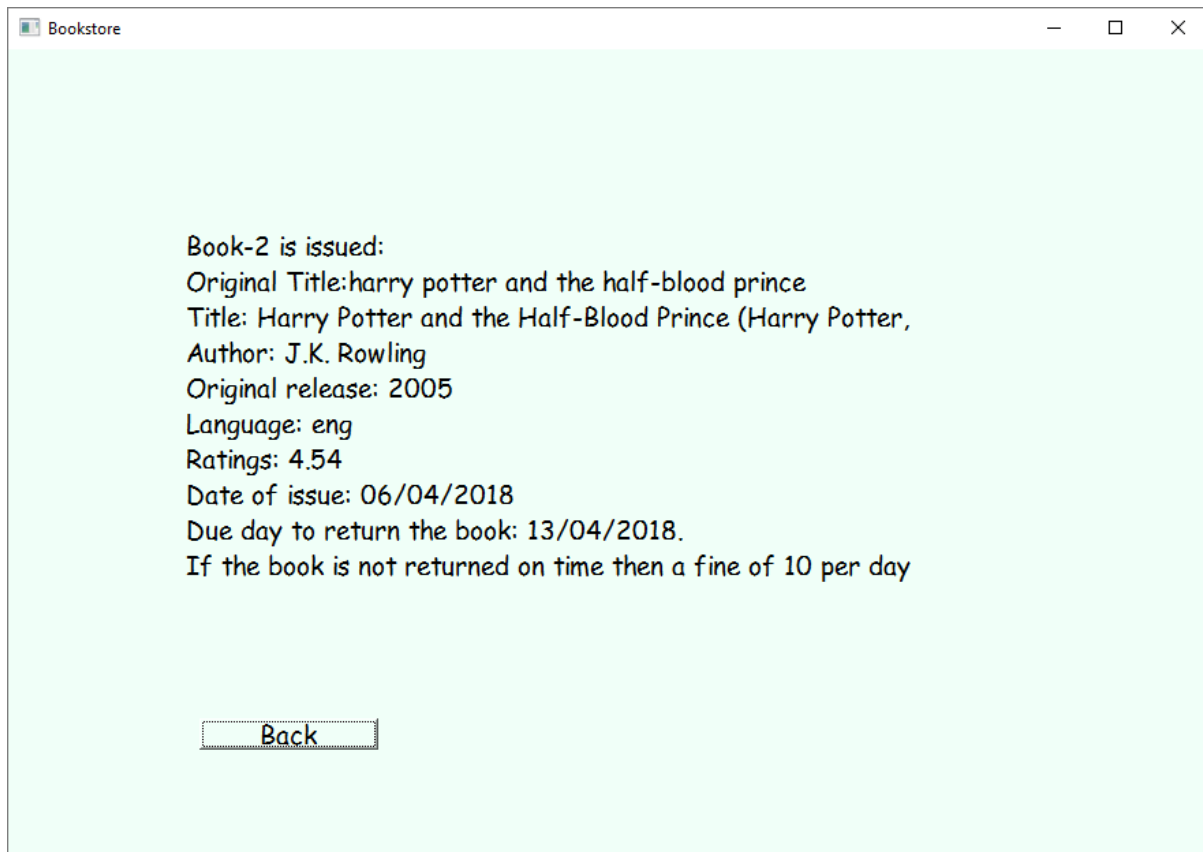 Bookstore
Book-2 is issued:
Original Title:harry potter and the half-blood prince
Title: Harry Potter and the Half-Blood Prince (Harry Potter,
Author: J.K. Rowling
Original release: 2005
Language: eng
Ratings: 4.54
Date of issue: 06/04/2018
Due day to return the book: 13/04/2018.
If the book is not returned on time then a fine of 10 per day
Back